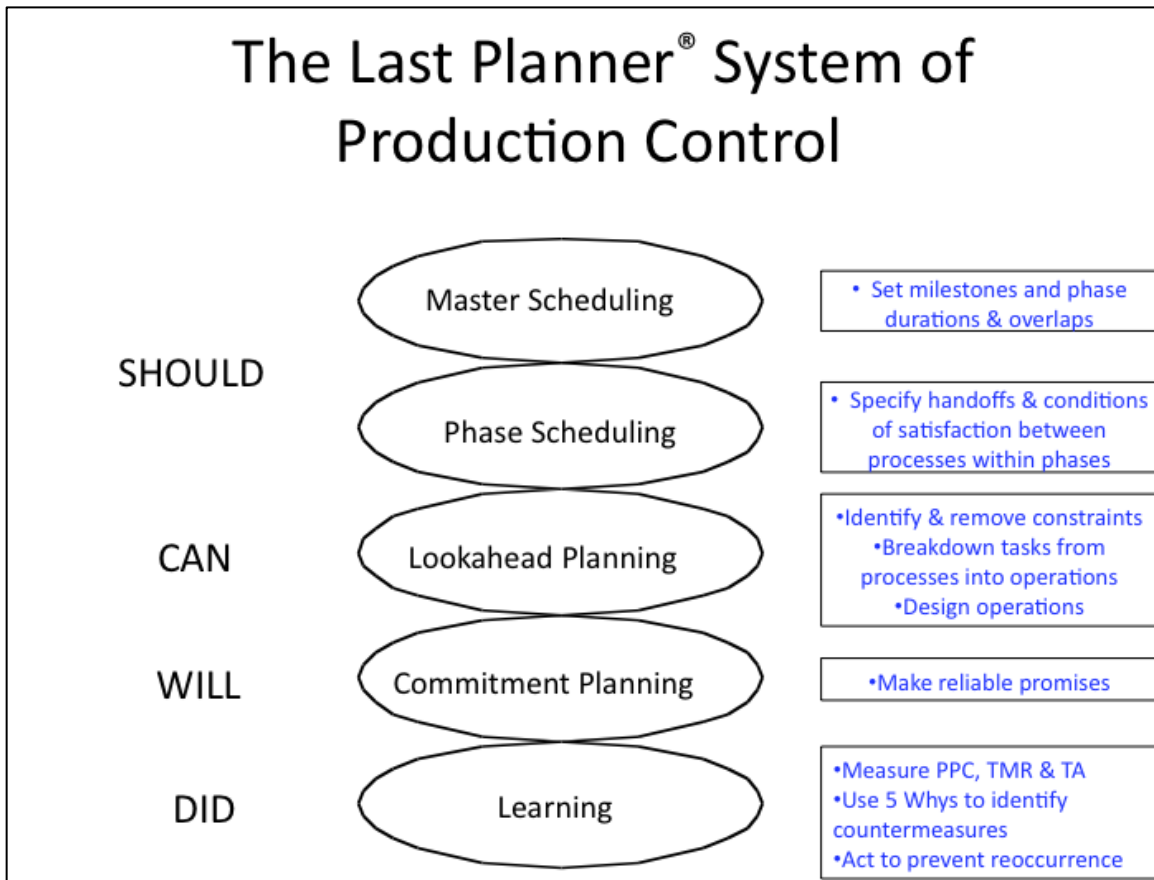 The Last Planner® System of
Production Control
SHOULD
Master Scheduling
• Set milestones and phase
durations & overlaps
Phase Scheduling
• Specify handoffs & conditions
of satisfaction between
processes within phases
CAN
Lookahead Planning
•Identify & remove constraints
•Breakdown tasks from
processes into operations
•Design operations
WILL
Commitment Planning
•Make reliable promises
DID
Learning
•Measure PPC, TMR & TA
•Use 5 Whys to identify
countermeasures
•Act to prevent reoccurrence